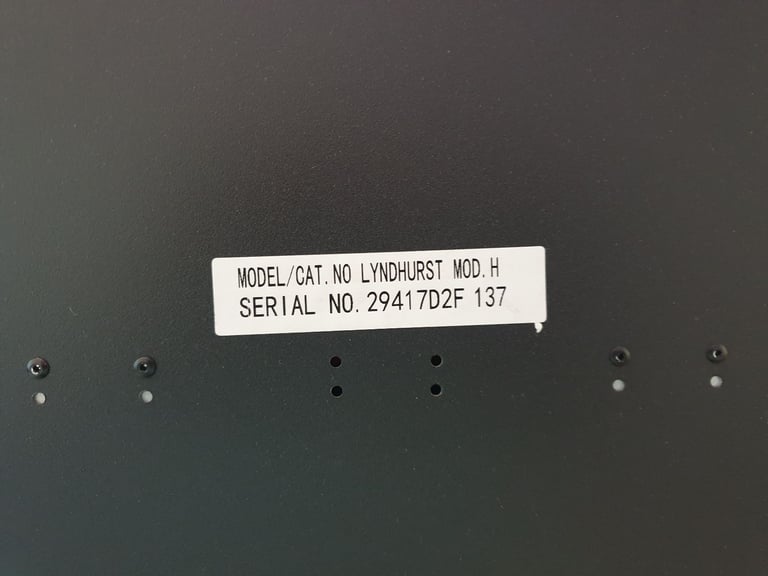 MODEL/CAT.NO LYNDHURST MOD.H
SERIAL NO. 29417D2F 137